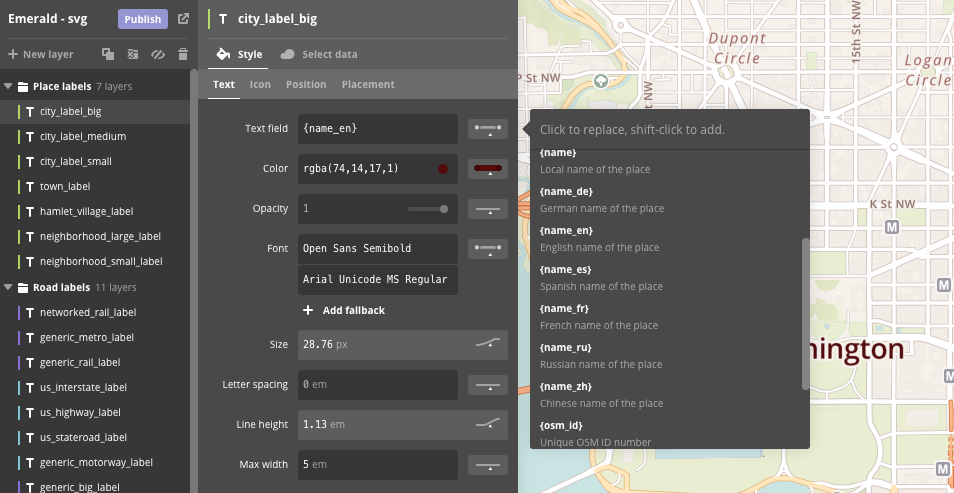 Emerald - svg
Publish
New layer
Place labels 7 layers
city_label_big
city_label_medium
city_label_small
town_label
hamlet_village_label
neighborhood_large_label
neighborhood_small_label
Road labels 11 layers
networked_rail_label
generic_metro_label
generic_rail_label
us_interstate_label
us_highway_label
us_stateroad_label
generic_motorway_label
generic_big_label
T city_label_big
Style
Select data
Text
Icon
Position
Placement
Text field {name_en}
Color rgba(74,14,17,1)
Opacity 1
Font Open Sans Semibold
Arial Unicode MS Regular
Add fallback
Size 28.76 px
Letter spacing 0 em
Line height 1.13 em
Max width 5 em
Click to replace, shift-click to add.
{name}
Local name of the place
{name_de}
German name of the place
{name_en}
English name of the place
{name_es}
Spanish name of the place
{name_fr}
French name of the place
{name_ru}
Russian name of the place
{name_zh}
Chinese name of the place
{osm_id}
Unique OSM ID number
Dupont
Circle
15th St NW
Logan
Circle
P St NW
NW
K St NW
M
M
M
M
hington